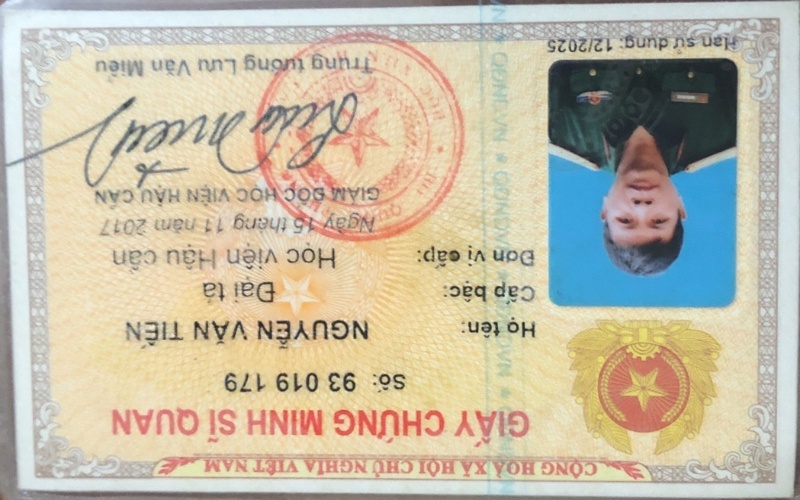 CỘNG HOÀ XÃ HỘI CHỦ NGHĨA VIỆT NAM
GIẤY CHỨNG MINH SĨ QUAN
Số: 93 019 179
Họ tên: NGUYỄN VĂN TIẾN
Cấp bậc: Đại tá
Đơn vị cấp: Học viện Hậu cần
Ngày 15 tháng 11 năm 2017
GIÁM ĐỐC HỌC VIỆN HẬU CẦN
Trung tướng Lưu Văn Miểu
Hạn sử dụng: 12/2025